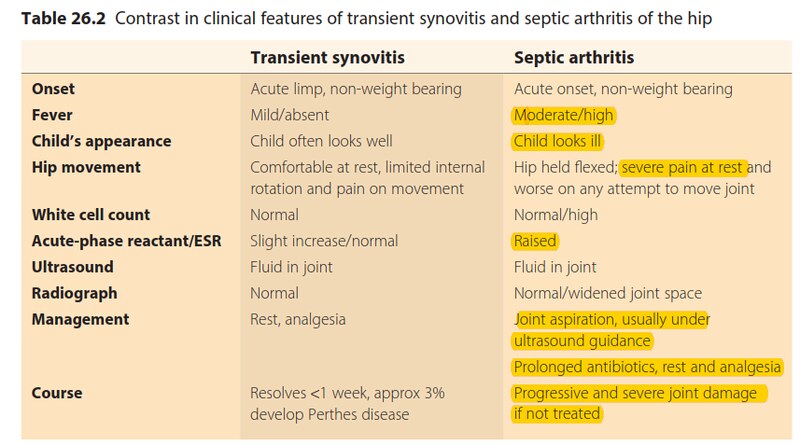 Table 26.2 Contrast in clinical features of transient synovitis and septic arthritis of the hip
Transient synovitis Septic arthritis
Onset Acute limp, non-weight bearing Acute onset, non-weight bearing
Fever Mild/absent Moderate/high
Child's appearance Child often looks well Child looks ill
Hip movement Comfortable at rest, limited internal Hip held flexed; severe pain at rest and
rotation and pain on movement worse on any attempt to move joint
White cell count Normal Normal/high
Acute-phase reactant/ESR Slight increase/normal Raised
Ultrasound Fluid in joint Fluid in joint
Radiograph Normal Normal/widened joint space
Management Rest, analgesia Joint aspiration, usually under
ultrasound guidance
Prolonged antibiotics, rest and analgesia
Course Resolves <1 week, approx 3% Progressive and severe joint damage
develop Perthes disease if not treated